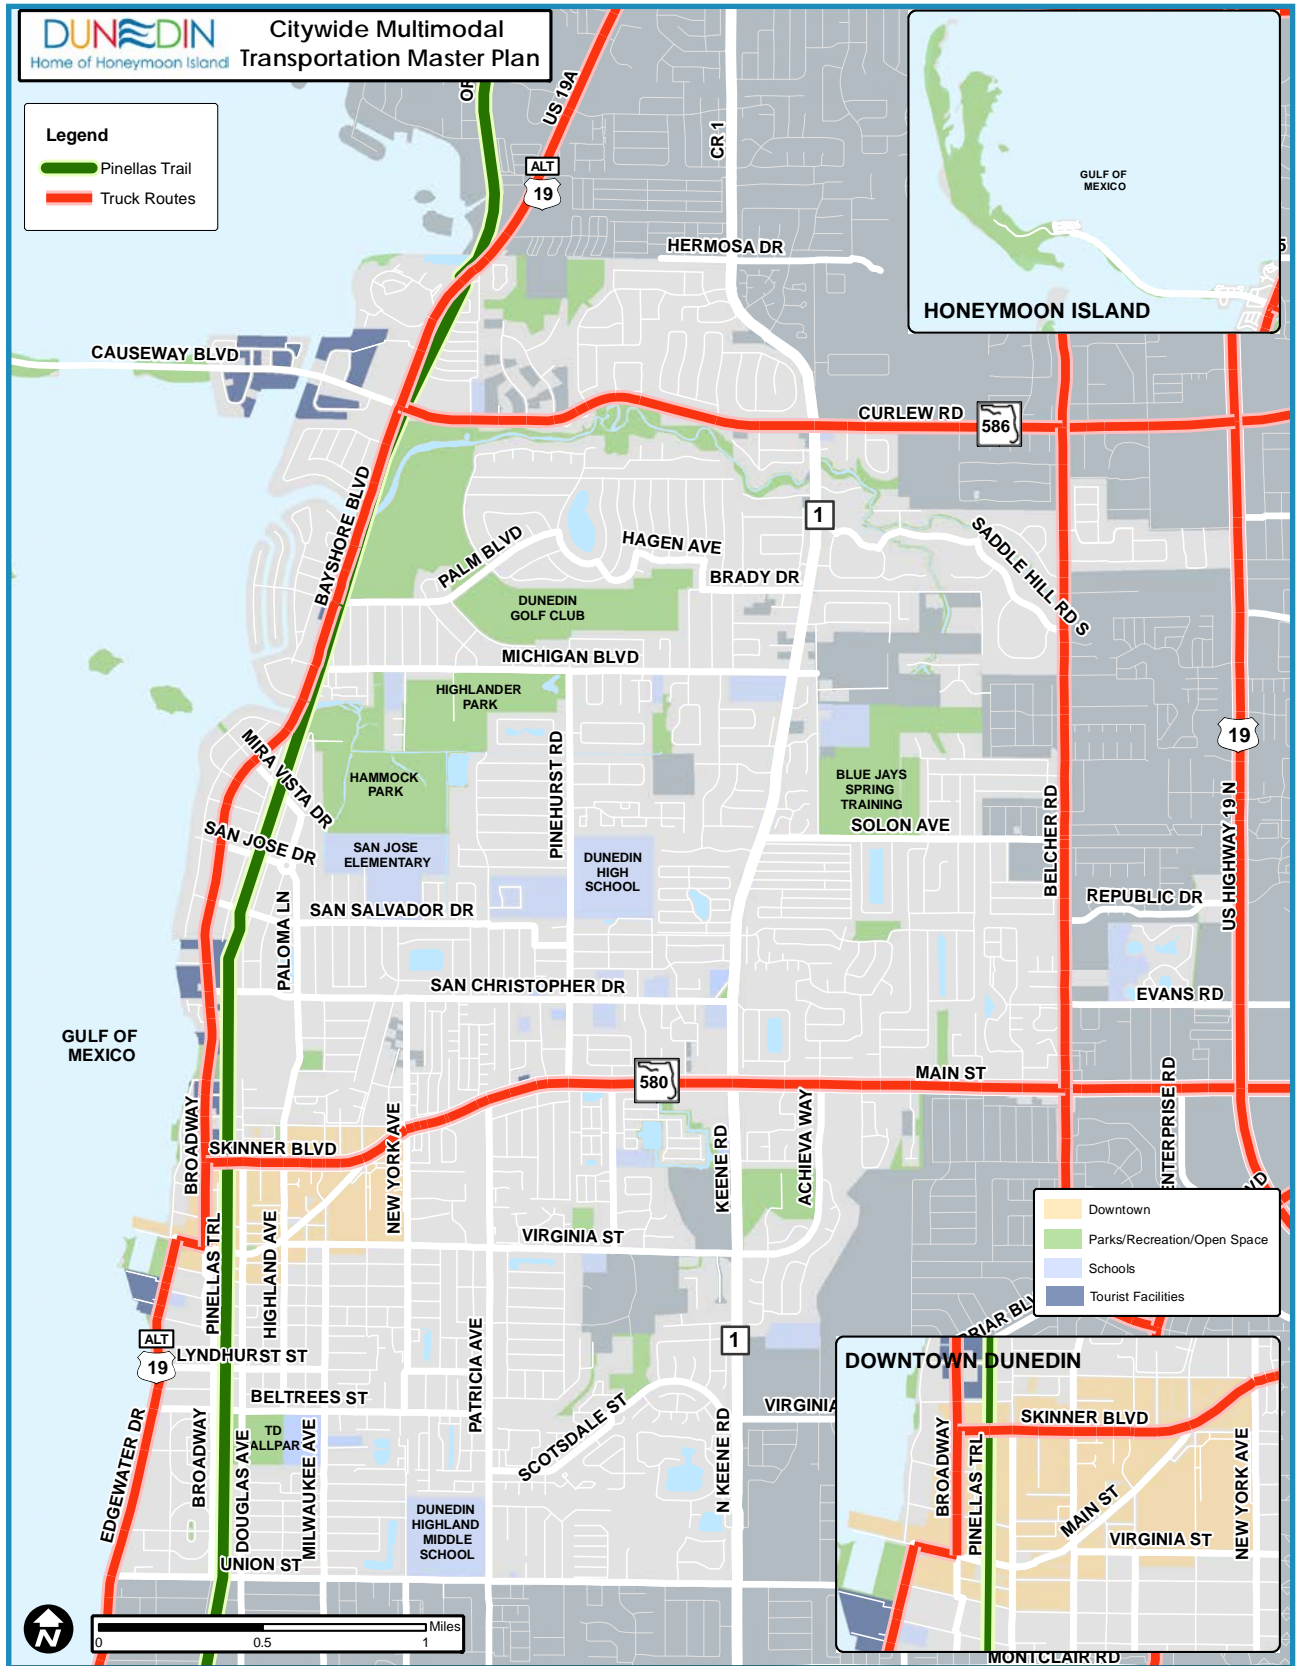 DUNEDIN
Home of Honeymoon Island
Citywide Multimodal
Transportation Master Plan
Legend
Pinellas Trail
Truck Routes
US 19A
ALT
19
CR 1
HERMOSA DR
GULF OF
MEXICO
HONEYMOON ISLAND
CAUSEWAY BLVD
CURLEW RD
586
BAYSHORE BLVD
1
PALM BLVD
HAGEN AVE
BRADY DR
SADDLE HILL RD S
DUNEDIN
GOLF CLUB
MICHIGAN BLVD
HIGHLANDER
PARK
MIRA VISTA DR
HAMMOCK
PARK
PINEHURST RD
BLUE JAYS
SPRING
TRAINING
19
SAN JOSE DR
SAN JOSE
ELEMENTARY
DUNEDIN
HIGH
SCHOOL
SOLON AVE
BELCHER RD
US HIGHWAY 19 N
REPUBLIC DR
PALOMA LN
SAN SALVADOR DR
SAN CHRISTOPHER DR
EVANS RD
GULF OF
MEXICO
580
MAIN ST
ENTERPRISE RD
BROADWAY
SKINNER BLVD
NEW YORK AVE
KEENE RD
ACHIEVA WAY
VD
PINELLAS TRL
HIGHLAND AVE
VIRGINIA ST
Downtown
Parks/Recreation/Open Space
Schools
Tourist Facilities
RIAR BLV
ALT
19
LYNDHURST ST
1
BELTREES ST
PATRICIA AVE
VIRGINIA
SCOTSDALE ST
N KEENE RD
EDGEWATER DR
BROADWAY
DOUGLAS AVE
TD
ALLPAR
MILWAUKEE AVE
DUNEDIN
HIGHLAND
MIDDLE
SCHOOL
UNION ST
DOWNTOWN DUNEDIN
SKINNER BLVD
BROADWAY
PINELLAS TRL
MAIN ST
VIRGINIA ST
NEW YORK AVE
MONTCLAIR RD
N
0
0.5
1
Miles